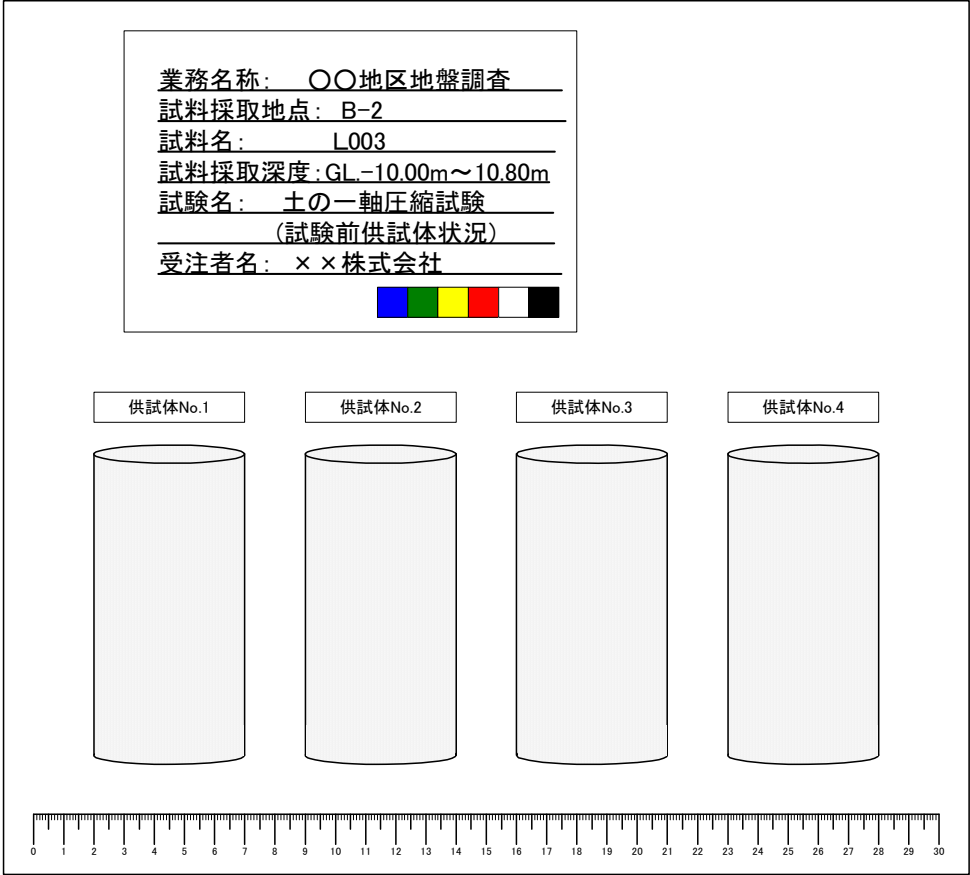 業務名称: 〇〇地区地盤調査
試料採取地点: B-2
試料名: L003
試料採取深度:GL.-10.00m～10.80m
試験名: 土の一軸圧縮試験
(試験前供試体状況)
受注者名: ××株式会社
供試体No.1 供試体No.2 供試体No.3 供試体No.4
0 1 2 3 4 5 6 7 8 9 10 11 12 13 14 15 16 17 18 19 20 21 22 23 24 25 26 27 28 29 30